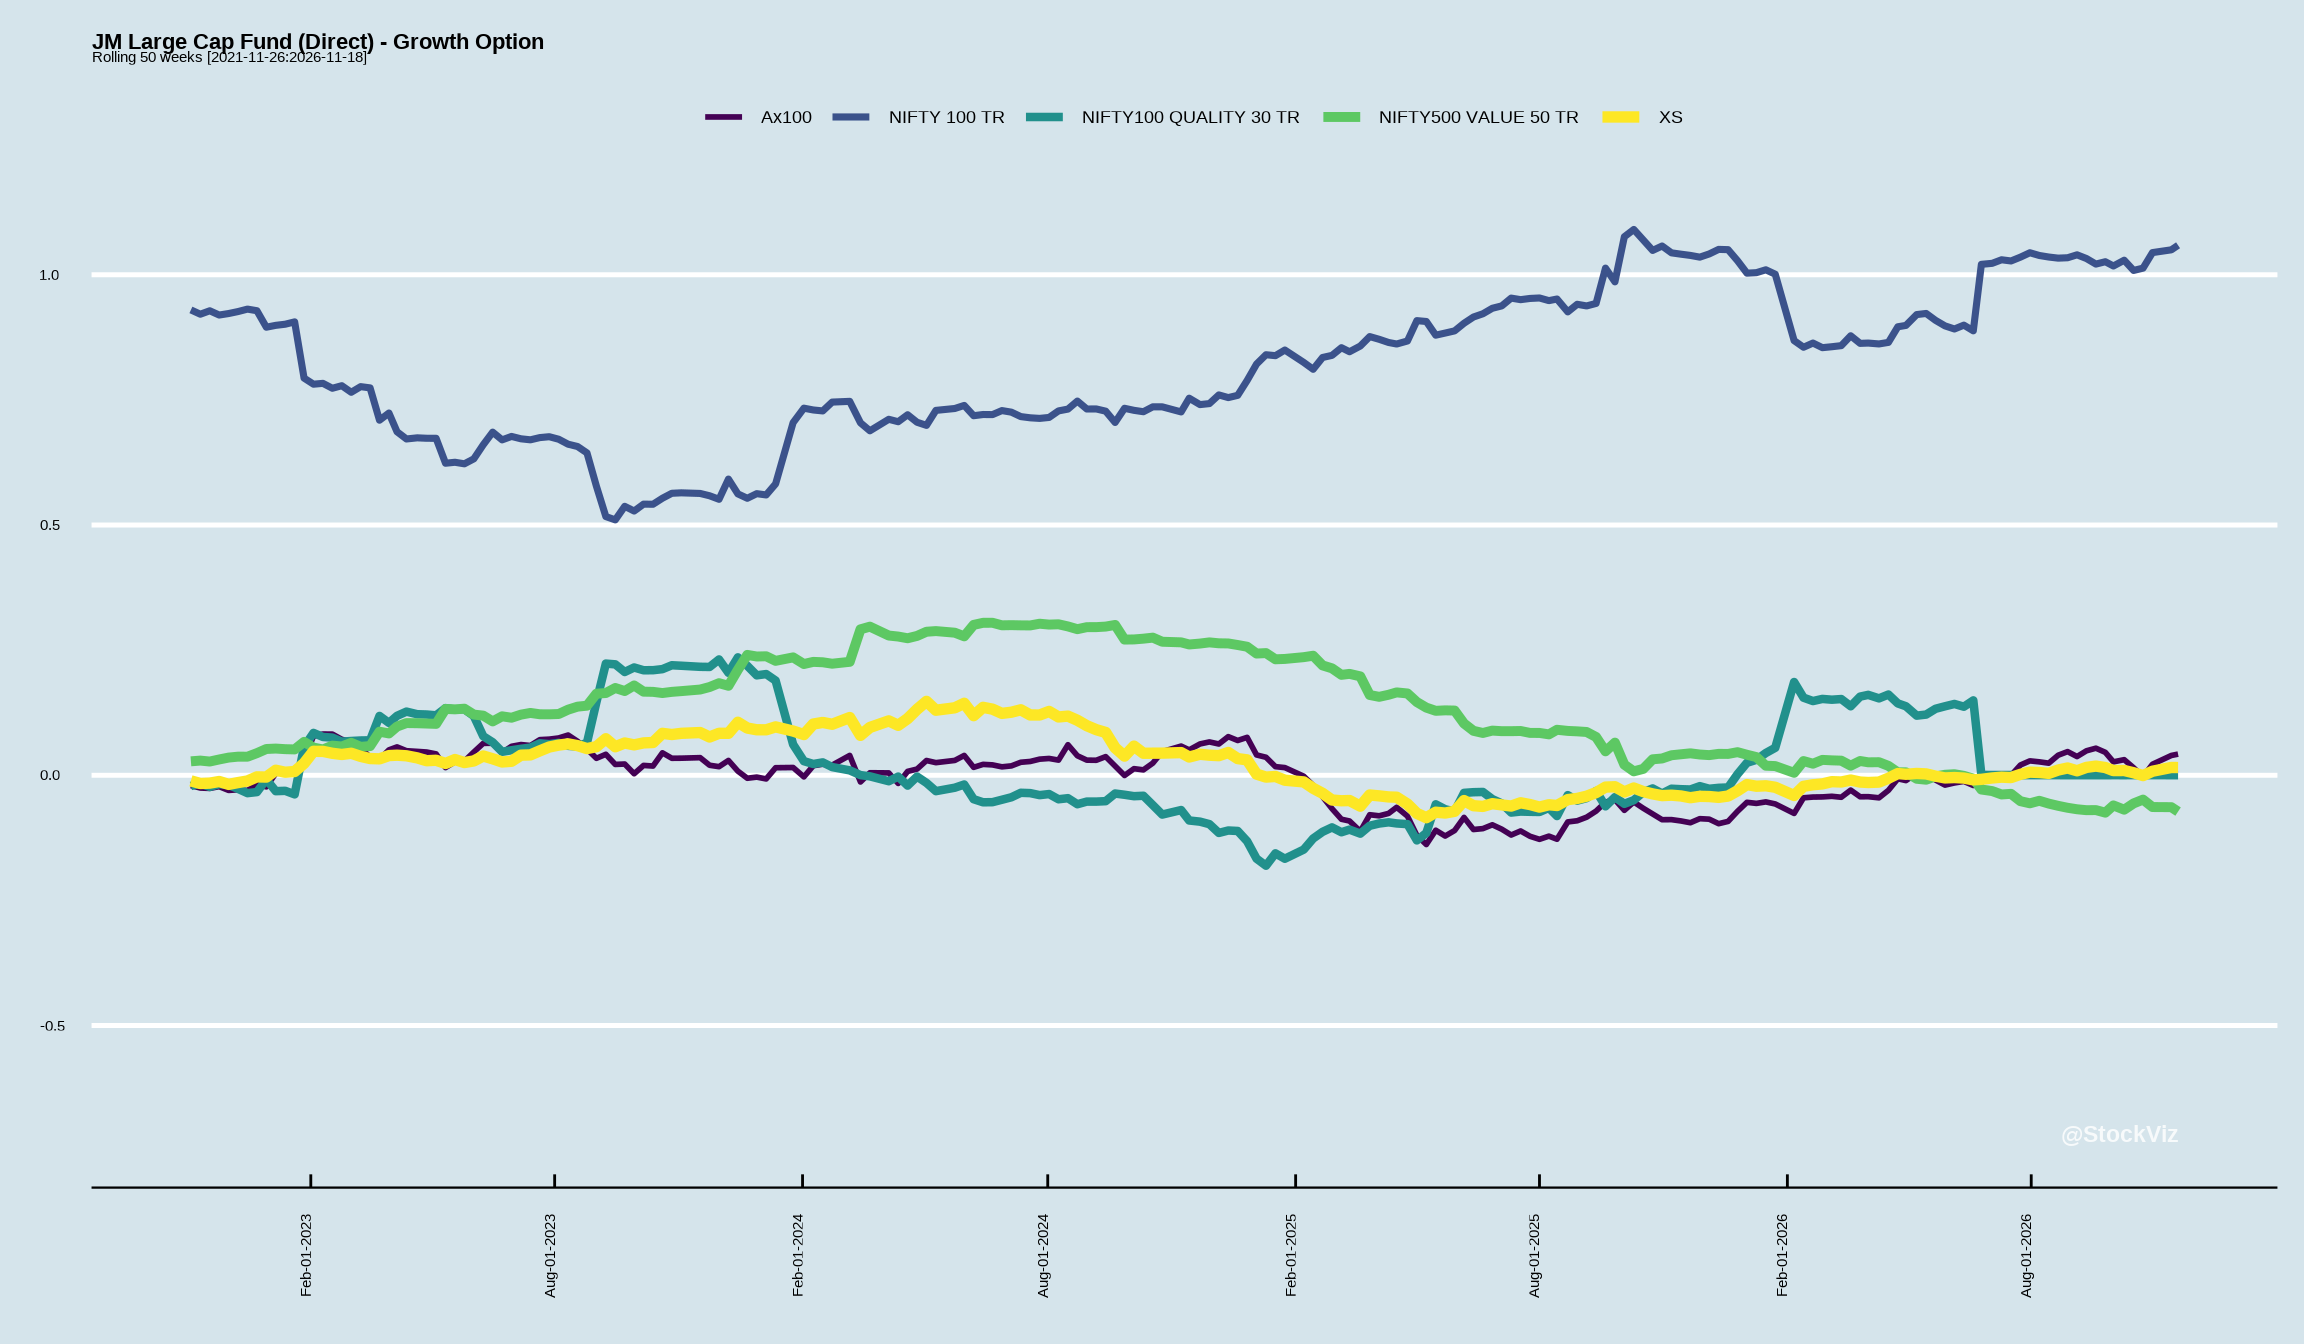 JM Large Cap Fund (Direct) - Growth Option
Rolling 50 weeks [2021-11-26:2026-11-18]
Ax100 NIFTY 100 TR NIFTY100 QUALITY 30 TR NIFTY500 VALUE 50 TR XS
1.0
0.5
0.0
-0.5
@StockViz
Feb-01-2023 Aug-01-2023 Feb-01-2024 Aug-01-2024 Feb-01-2025 Aug-01-2025 Feb-01-2026 Aug-01-2026